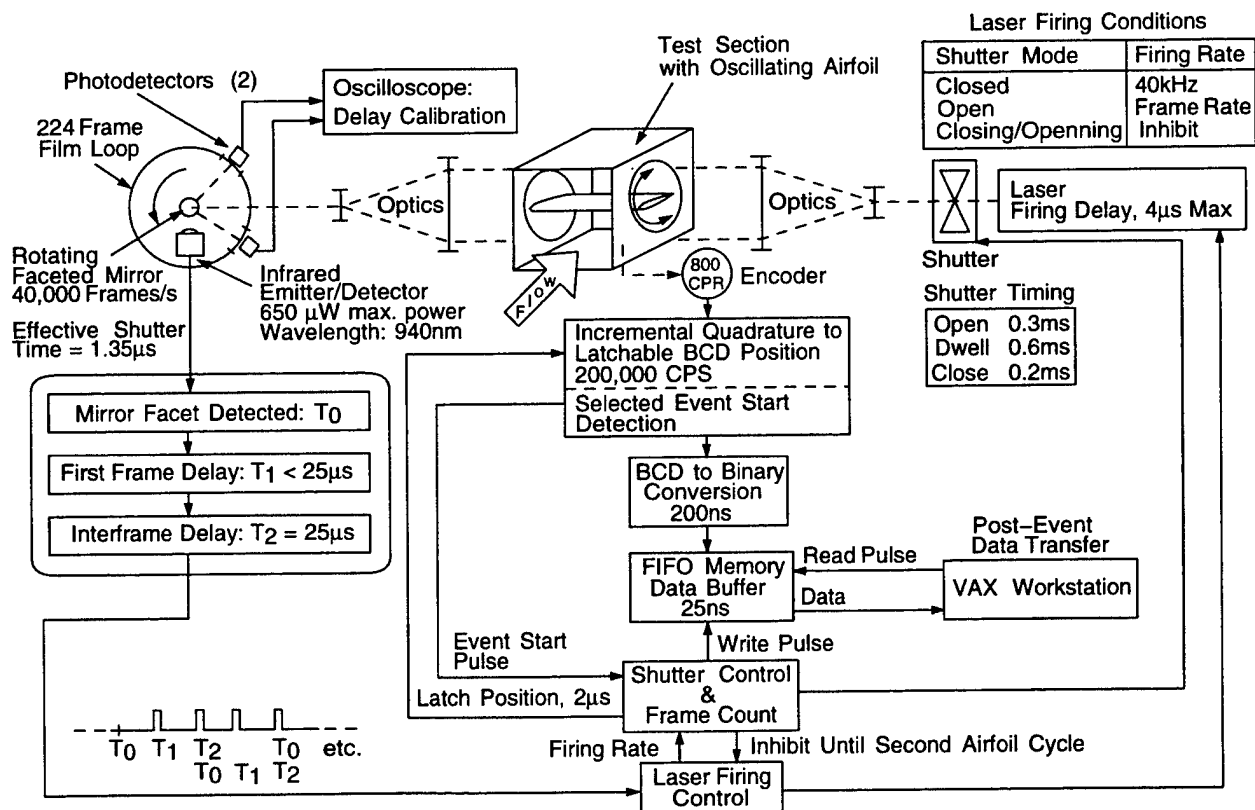 Laser Firing Conditions
Shutter Mode Firing Rate
Closed 40kHz
Open Frame Rate
Closing/Openning Inhibit
Test Section
with Oscillating Airfoil
Photodetectors (2)
Oscilloscope:
Delay Calibration
224 Frame
Film Loop
Optics
Optics
Laser
Firing Delay, 4μs Max
Shutter
Rotating
Faceted Mirror
40,000 Frames/s
Infrared
Emitter/Detector
650 μW max. power
Wavelength: 940nm
Flow
800
CPR
Encoder
Shutter Timing
Open 0.3ms
Dwell 0.6ms
Close 0.2ms
Effective Shutter
Time = 1.35μs
Incremental Quadrature to
Latchable BCD Position
200,000 CPS
Selected Event Start
Detection
Mirror Facet Detected: T0
First Frame Delay: T1 < 25μs
Interframe Delay: T2 = 25μs
BCD to Binary
Conversion
200ns
FIFO Memory
Data Buffer
25ns
Read Pulse
Data
Post-Event
Data Transfer
VAX Workstation
Write Pulse
Event Start
Pulse
Latch Position, 2μs
Shutter Control
&
Frame Count
Firing Rate
Inhibit Until Second Airfoil Cycle
Laser Firing
Control
T0 T1 T2 T0 etc.
T0 T1 T2